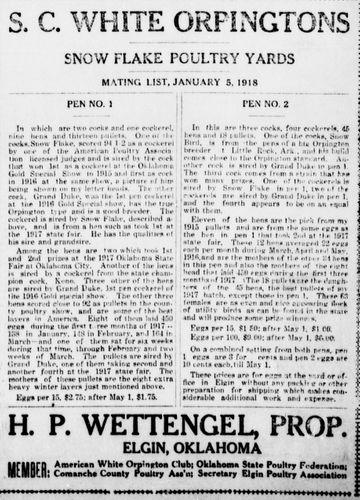 S. C. WHITE ORPINGTONS
SNOW FLAKE POULTRY YARDS
MATING LIST, JANUARY 5, 1918
PEN NO. 1
In which are two cocks and one cockerel,
nine hens and thirteen pullets. One of the
cocks, Snow Flake, scored 94 1-2 as a cockerel
by one of the American Poultry Associa-
tion licensed judges and is sired by the cock
that won 1st as a cockerel at the Oklahoma
Gold Special Show in 1915 and first as cock
in 1916 at the same show, a picture of him
being shown on my letter heads. The other
cock, Grand Duke, was the 1st pen cockerel
at the 1916 Gold Special show, has the true
Orpington type and is a good breeder. The
cockerel is sired by Snow Flake, described a-
bove, and is from a hen such as took 1st at
the 1917 state fair. He has the qualities of
his sire and grandsire.
Among the hens are two which took 1st
and 2nd prizes at the 1917 Oklahoma State
Fair at Oklahoma City. Another of the hens
is sired by a cockerel from the state cham-
pion cock, Three other of the hens
are sired by Grand Duke, 1st pen cockerel of
the 1916 Gold special show. The other three
hens scored close to 92 as pullets in the coun-
ty poultry show, and are some of the best
layers in America. Eight of them laid 450
eggs during the first three months of 1917--
138 in January, 148 in February, and 164 in
March--and one of them sat for six weeks
during that time, through February and two
weeks of March. The pullets are sired by
Grand Duke, one of them taking second and
another fourth at the 1917 state fair. The
mothers of these pullets are the eight extra
heavy winter layers just mentioned above.
Eggs per 15, $2.75; after May 1, $1.75.
PEN NO. 2
In this are three cocks, four cockerels, 45
hens and 18 pullets. One of the cocks, Snow
Bird, is from the pens of a big Orpington
breeder at Little Rock, Ark., and his build
comes close to the Orpington standard. An-
other cock is sired by Grand Duke in pen 1.
The third cock comes from a strain that has
won many prizes. One of the cockerels is
sired by Snow Flake in pen 1, two of the
cockerels are sired by Grand Duke in pen 1,
and the fourth appears to be on an equal
with them.
Eleven of the hens are the pick from my
1915 pullets and are from the same eggs as
the hen in pen 1 that took 2nd at the 1917
state fair. These 12 hens averaged 22 eggs
each per month during March, April and May,
1916, and are the mothers of the other 34 hens
in this pen and also the mothers of the eight
head that laid 450 eggs during the first three
months of 1917. (The 18 pullets are the daugh-
ters of the 45 hens, the best pullets of my
1917 hatch, except those in pen 1. These 63
females are as even and nice appearing flock
of utility birds as can be found in the state
and will produce some prize winners.
Eggs per 15, $1.50; after May 1, $1.00.
Eggs per 100, $9.00; after May 1, $6.00.
On a combined setting from both pens, pen
1 eggs are 3 for cents and pen 2 eggs are
10 cents each, till May 1.
These prices are for eggs at the yard or of-
fice in Elgin without any packing or other
preparation for shipping which makes con-
siderable additional work and expense.
H. P. WETTENGEL, PROP.
ELGIN, OKLAHOMA
MEMBER: American White Orpington Club; Oklahoma State Poultry Federation;
Comanche County Poultry Ass'n; Secretary Elgin Poultry Association